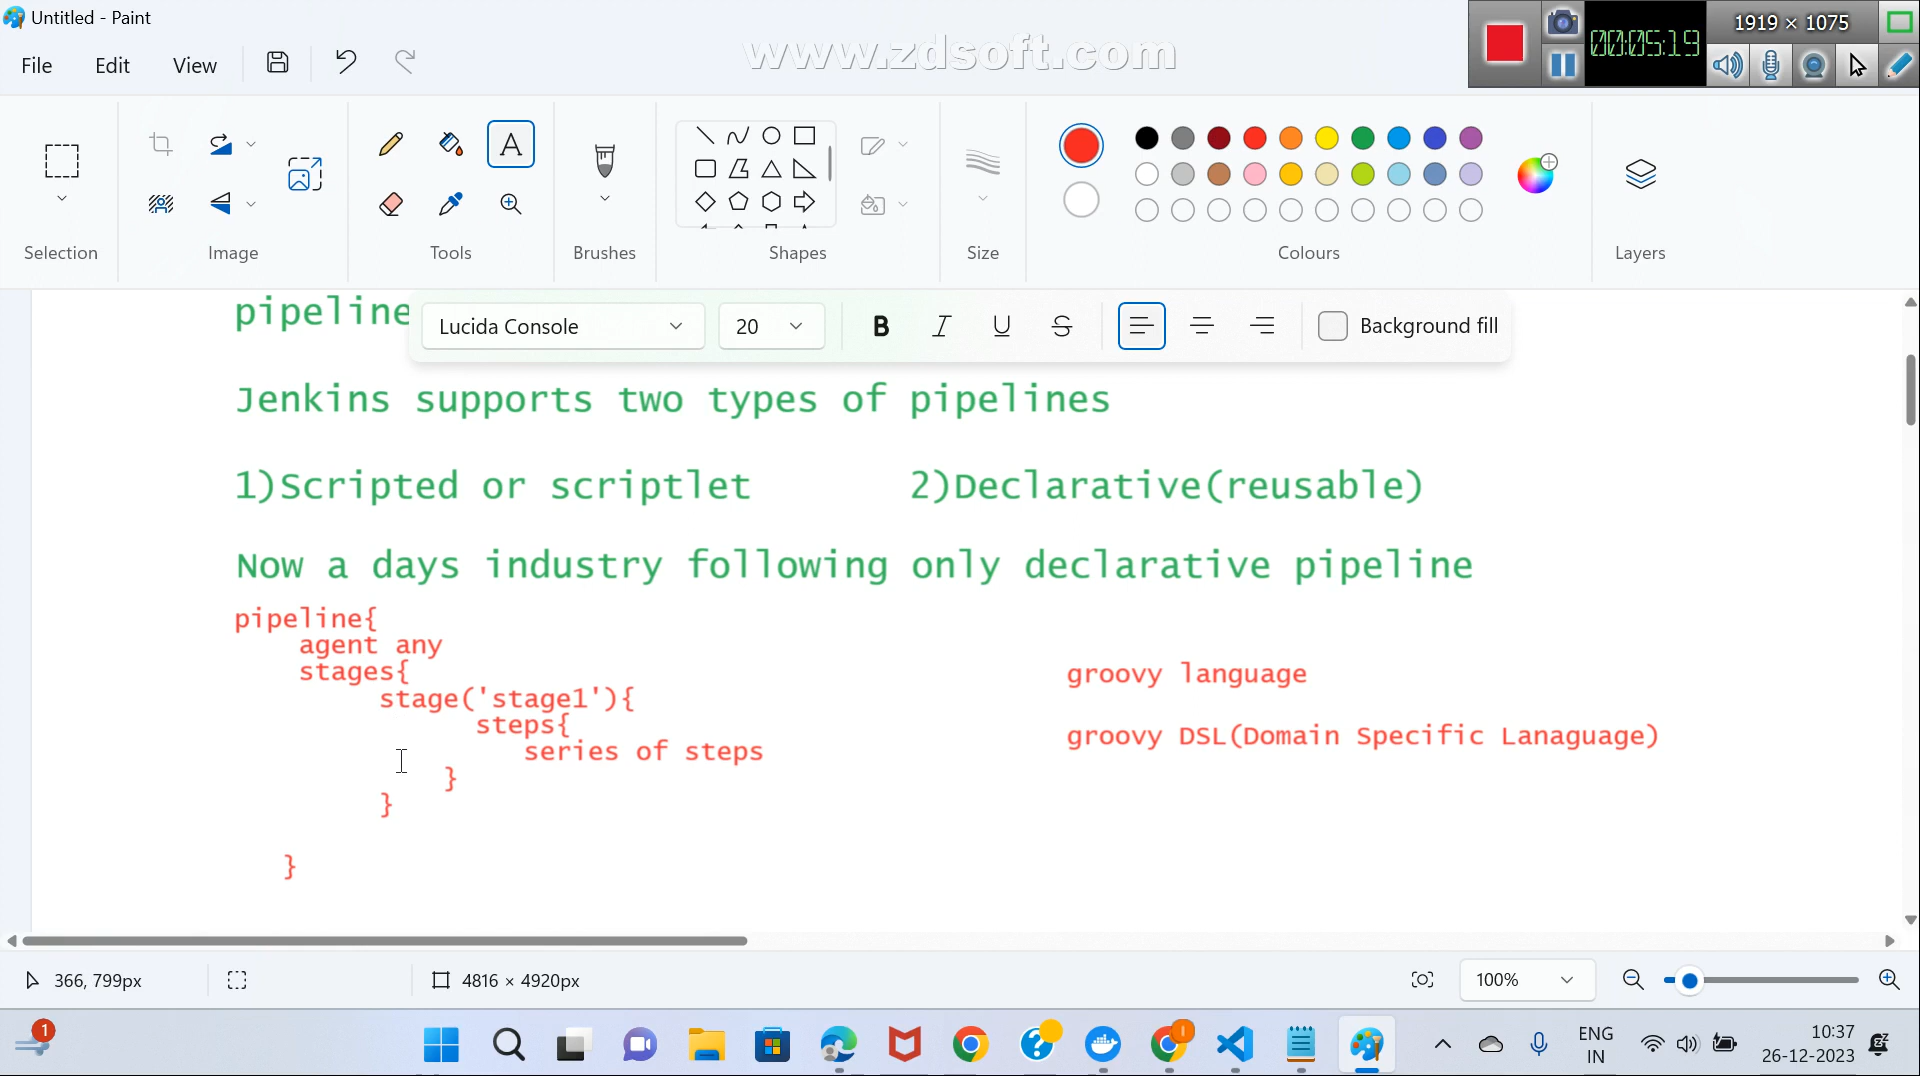 Untitled - Paint
www.zdsoft.com
1919 × 1075
00:05:19
File Edit View
Selection Image Tools Brushes Shapes Size Colours Layers
pipeline
Lucida Console 20 B I U S Background fill
Jenkins supports two types of pipelines
1)Scripted or scriptlet 2)Declarative(reusable)
Now a days industry following only declarative pipeline
pipeline{
agent any
stages{
groovy language
stage('stage1'){
steps{
groovy DSL(Domain Specific Lanaguage)
series of steps
}
}
}
366, 799px 4816 × 4920px 100%
1
ENG
IN
10:37
26-12-2023